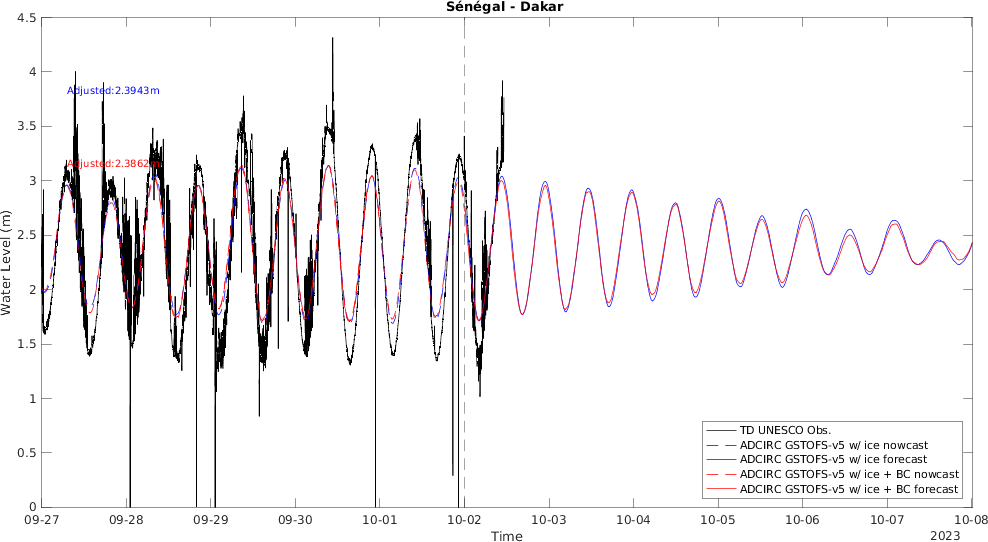 Sénégal - Dakar
4.5
4
3.5
3
2.5
2
1.5
1
0.5
0
Water Level (m)
Adjusted:2.3943m
Adjusted:2.3862m
TD UNESCO Obs.
ADCIRC GSTOFS-v5 w/ ice nowcast
ADCIRC GSTOFS-v5 w/ ice forecast
ADCIRC GSTOFS-v5 w/ ice + BC nowcast
ADCIRC GSTOFS-v5 w/ ice + BC forecast
09-27 09-28 09-29 09-30 10-01 10-02 10-03 10-04 10-05 10-06 10-07 10-08
Time
2023